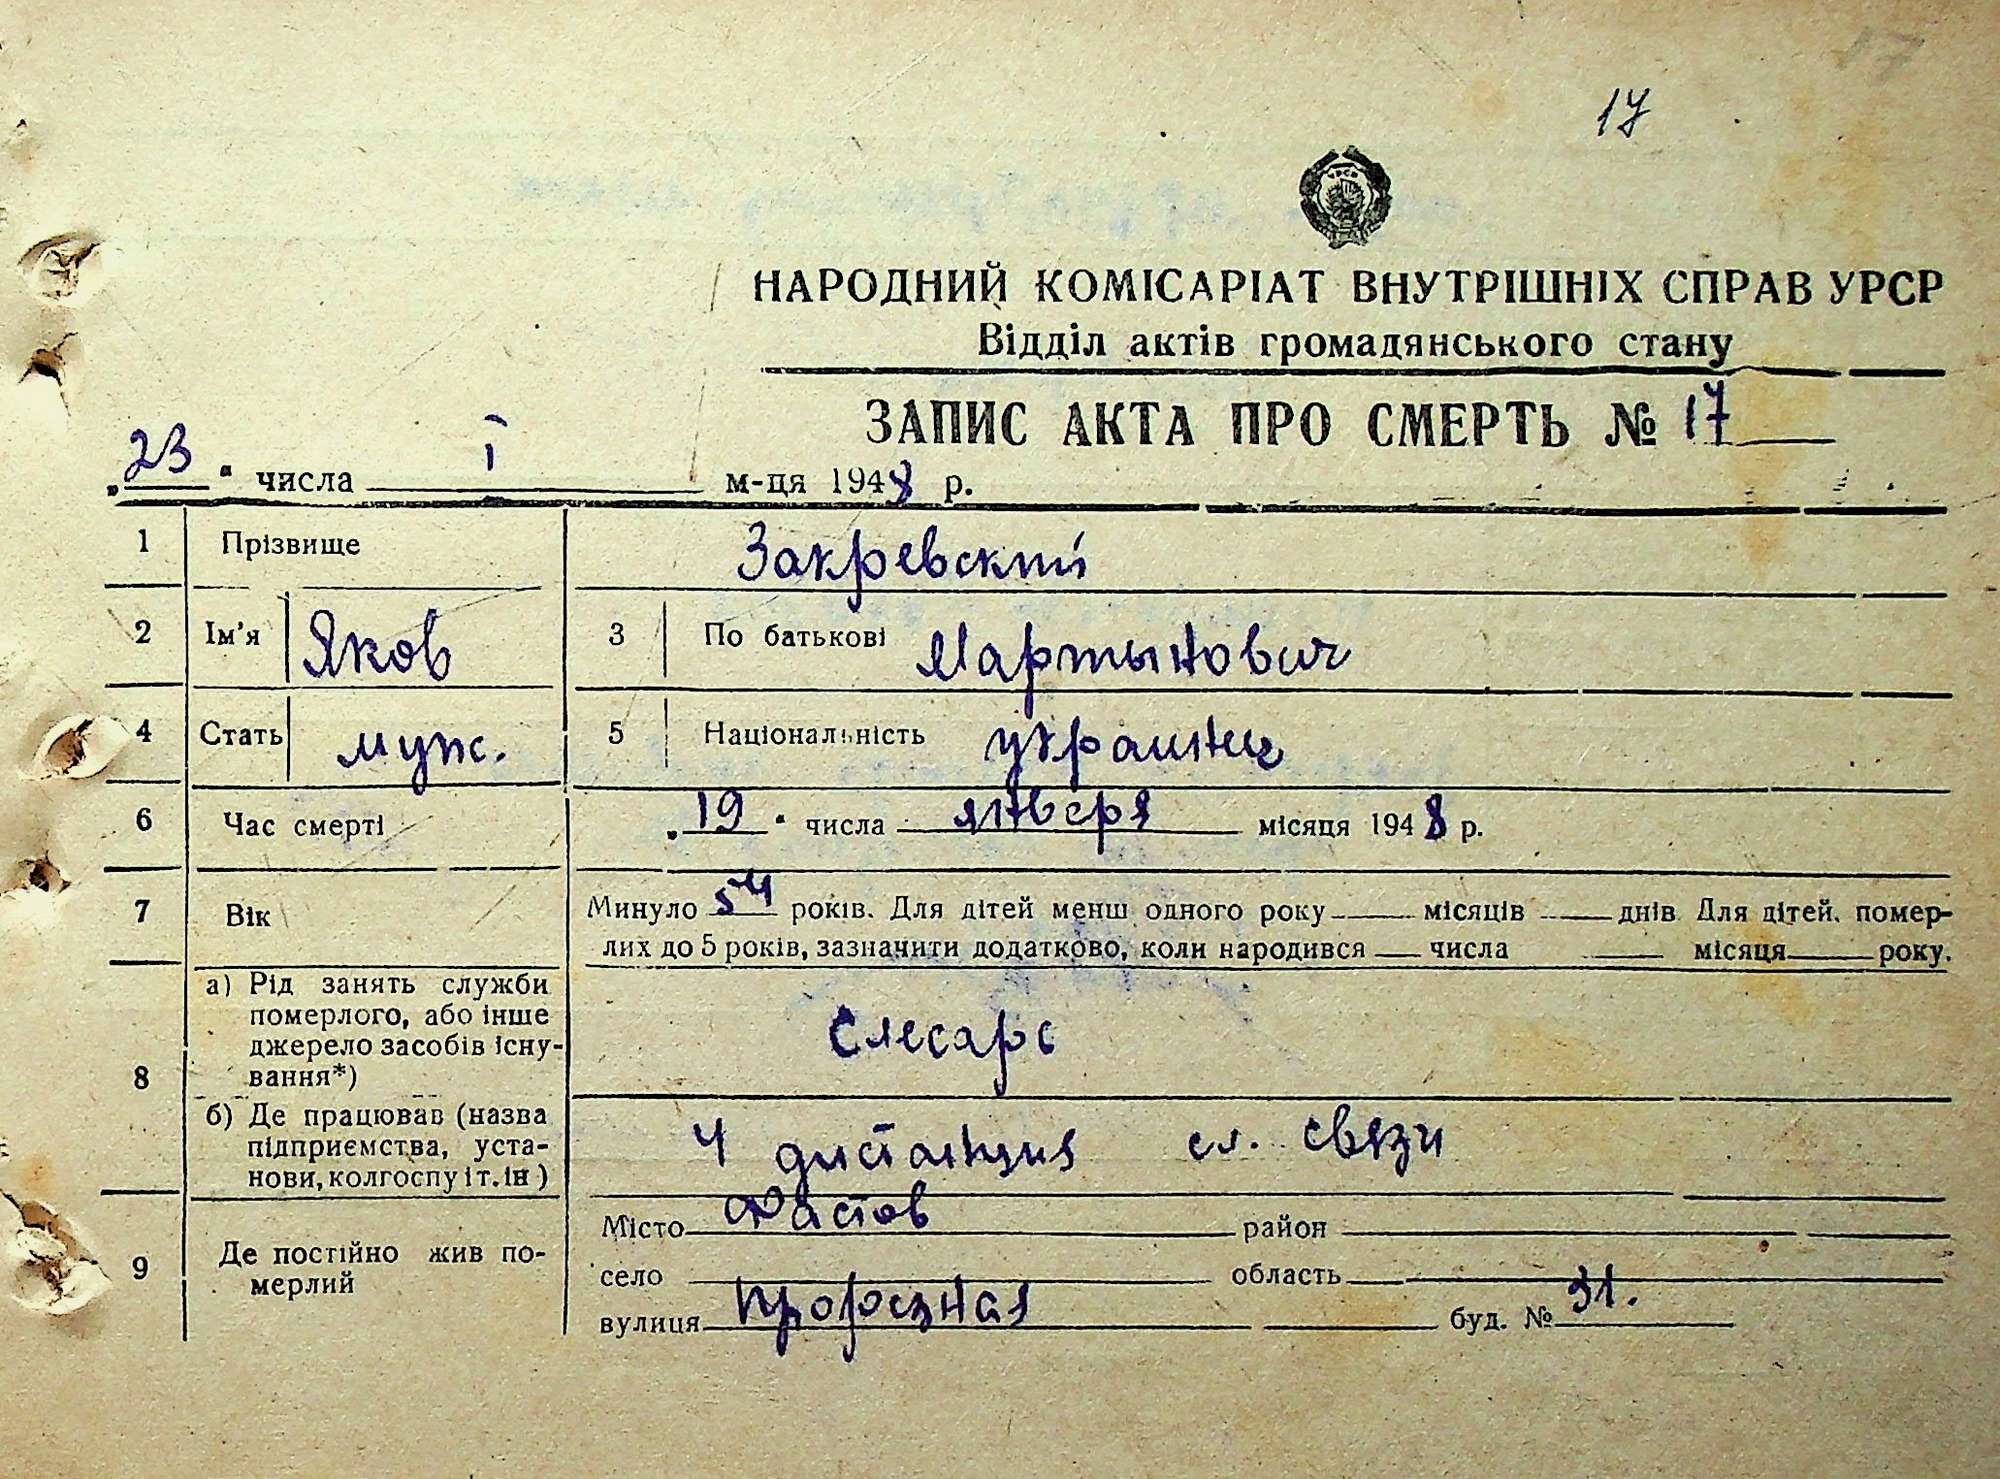 17
17
УРСР
НАРОДНИЙ КОМІСАРІАТ ВНУТРІШНІХ СПРАВ УРСР
Відділ актів громадянського стану
ЗАПИС АКТА ПРО СМЕРТЬ № 17
„23“ числа I м-ця 1948 р.
1 Прізвище Закревский
2 Ім'я Яков 3 По батькові Мартынович
4 Стать муж. 5 Національність украинец
6 Час смерті „19“ числа января місяця 1948 р.
7 Вік Минуло 54 років. Для дітей менш одного року місяців днів Для дітей, помер-
лих до 5 років, зазначити додатково, коли народився числа місяця року.
8 а) Рід занять служби
померлого, або інше
джерело засобів існу-
вання*)
Слесарь
б) Де працював (назва
підприємства, уста-
нови, колгоспу і т. ін)
4 дистанция сл. связи
9 Де постійно жив по-
мерлий
Місто Фастов район
село область
вулиця Прорезная буд. № 31.